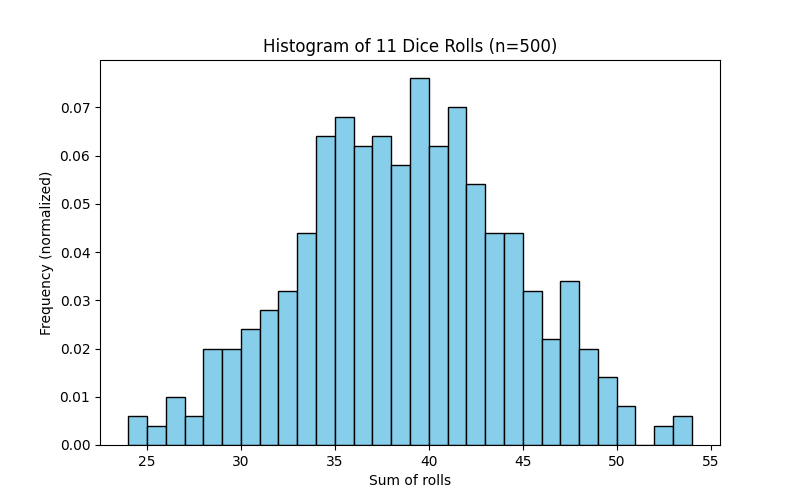 Histogram of 11 Dice Rolls (n=500)
Frequency (normalized)
0.07
0.06
0.05
0.04
0.03
0.02
0.01
0.00
25 30 35 40 45 50 55
Sum of rolls